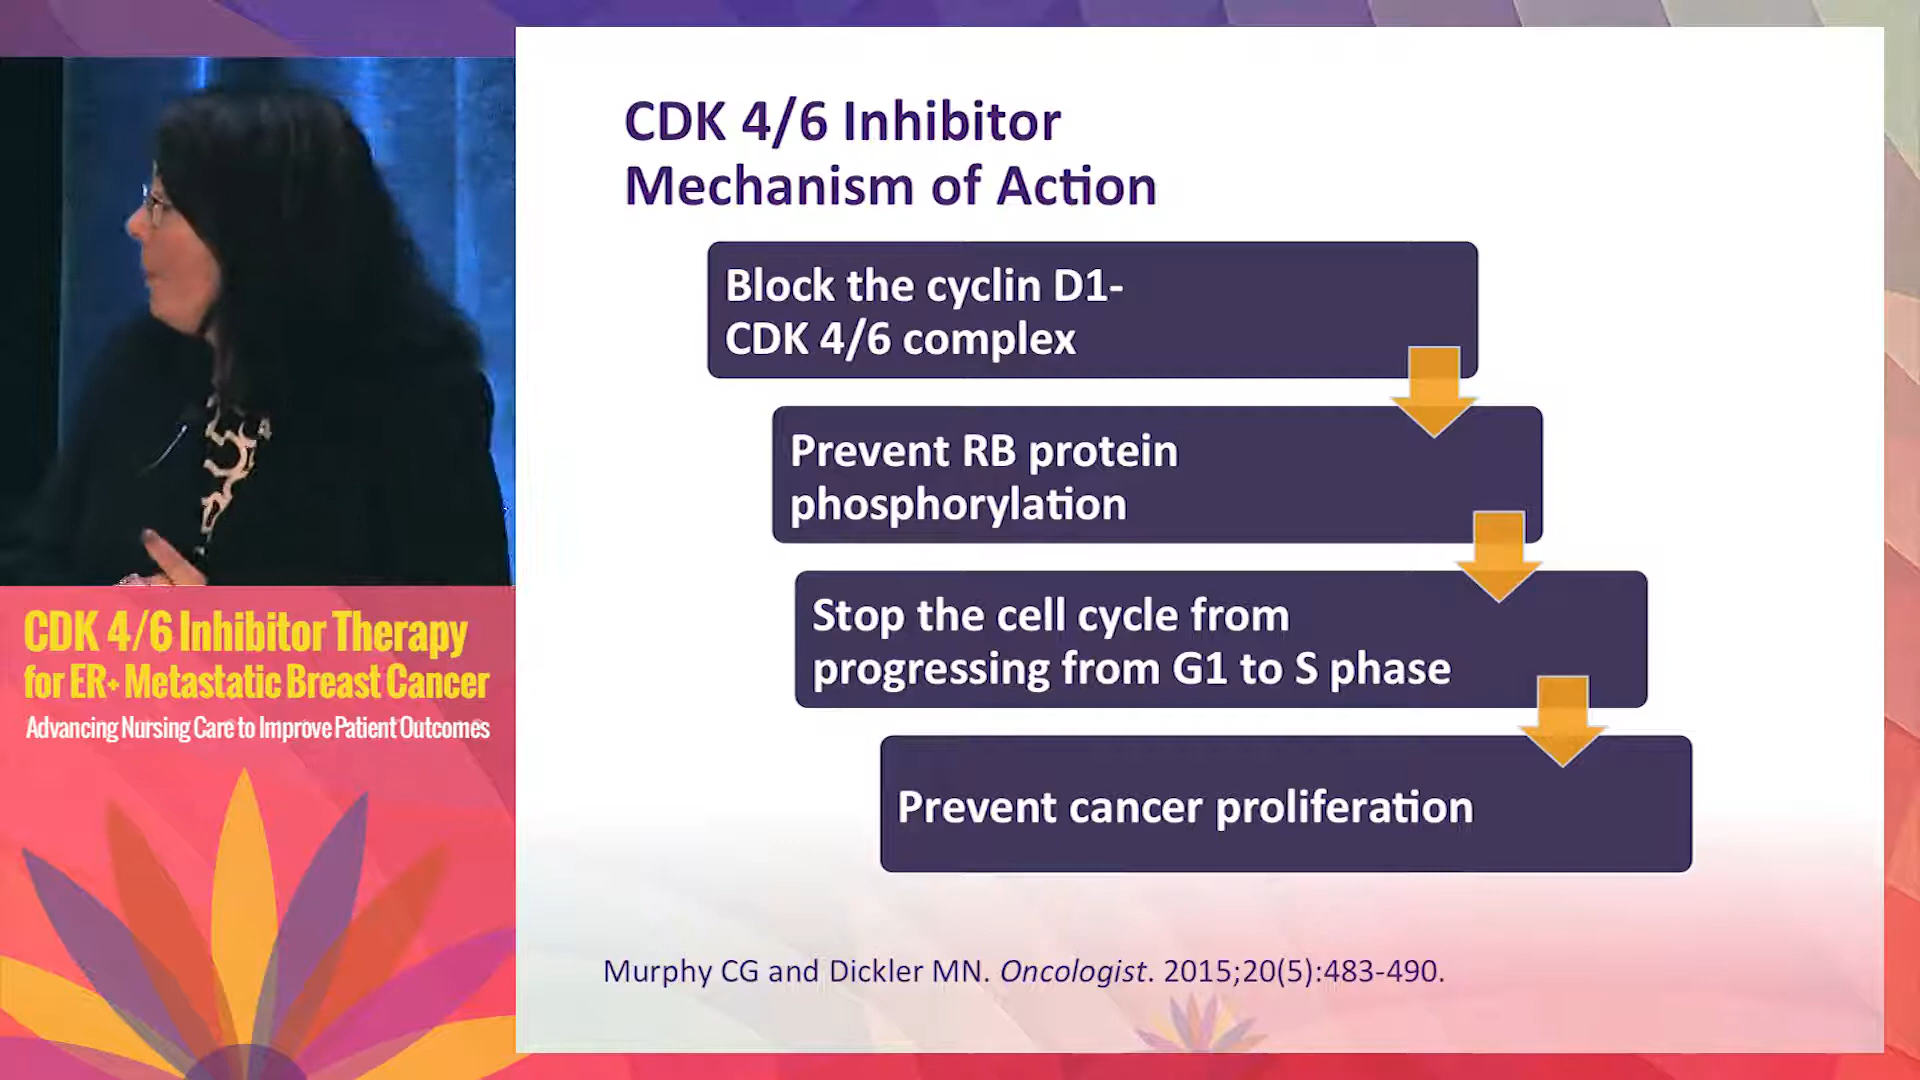 CDK 4/6 Inhibitor
Mechanism of Action
Block the cyclin D1-
CDK 4/6 complex
Prevent RB protein
phosphorylation
Stop the cell cycle from
progressing from G1 to S phase
Prevent cancer proliferation
Murphy CG and Dickler MN. Oncologist. 2015;20(5):483-490.
CDK 4/6 Inhibitor Therapy
for ER+ Metastatic Breast Cancer
Advancing Nursing Care to Improve Patient Outcomes